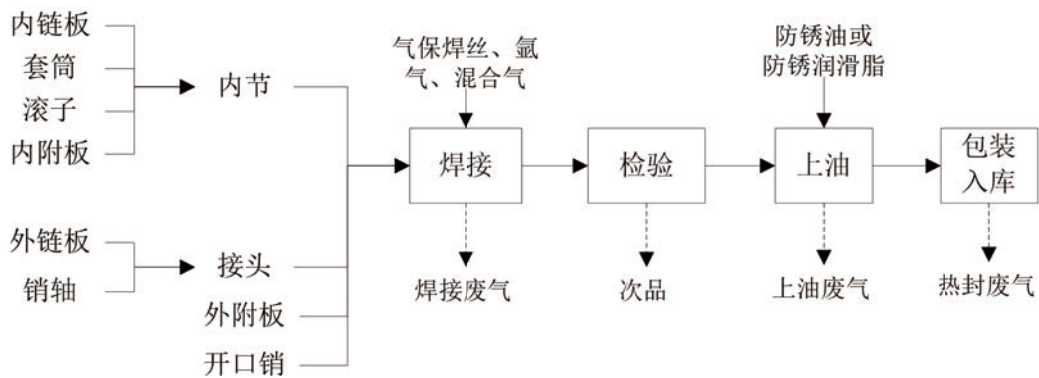 内链板
套筒
滚子
内附板
内节
外链板
销轴
接头
外附板
开口销
气保焊丝、氩
气、混合气
焊接
焊接废气
检验
次品
防锈油或
防锈润滑脂
上油
上油废气
包装
入库
热封废气